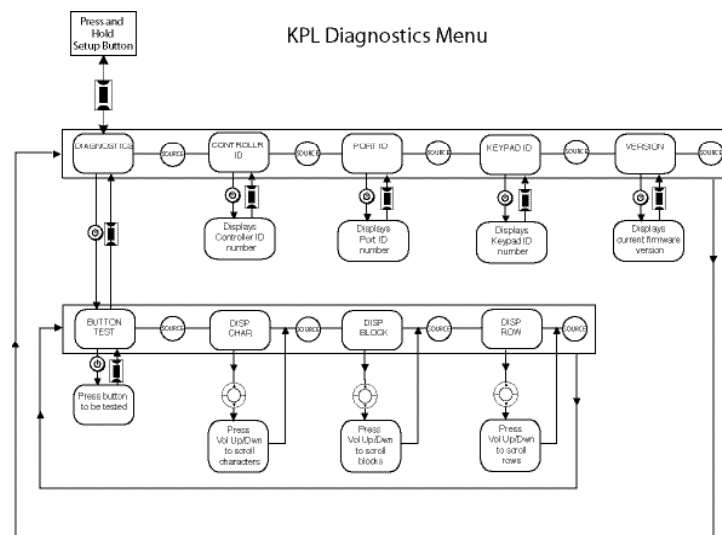 Press and
Hold
Setup Button
KPL Diagnostics Menu
DIAGNOSTICS
SOURCE
CONTROLLR
ID
SOURCE
PORT ID
SOURCE
KEYPAD ID
SOURCE
VERSION
SOURCE
Displays
Controller ID
number
Displays
Port ID
number
Displays
Keypad ID
number
Displays
current firmware
version
BUTTON
TEST
SOURCE
DISP
CHAR
SOURCE
DISP
BLOCK
SOURCE
DISP
ROW
SOURCE
Press button
to be tested
Press
Vol Up/Dwn
to scroll
characters
Press
Vol Up/Dwn
to scroll
blocks
Press
Vol Up/Dwn
to scroll
rows